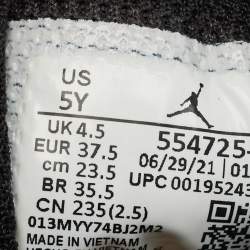 US
5Y
UK 4.5
EUR 37.5
cm 23.5
BR 35.5
CN 235(2.5)
554725-
06/29/21 01
UPC 00195243
013MYY74BJ2M2
MADE IN VIETNAM